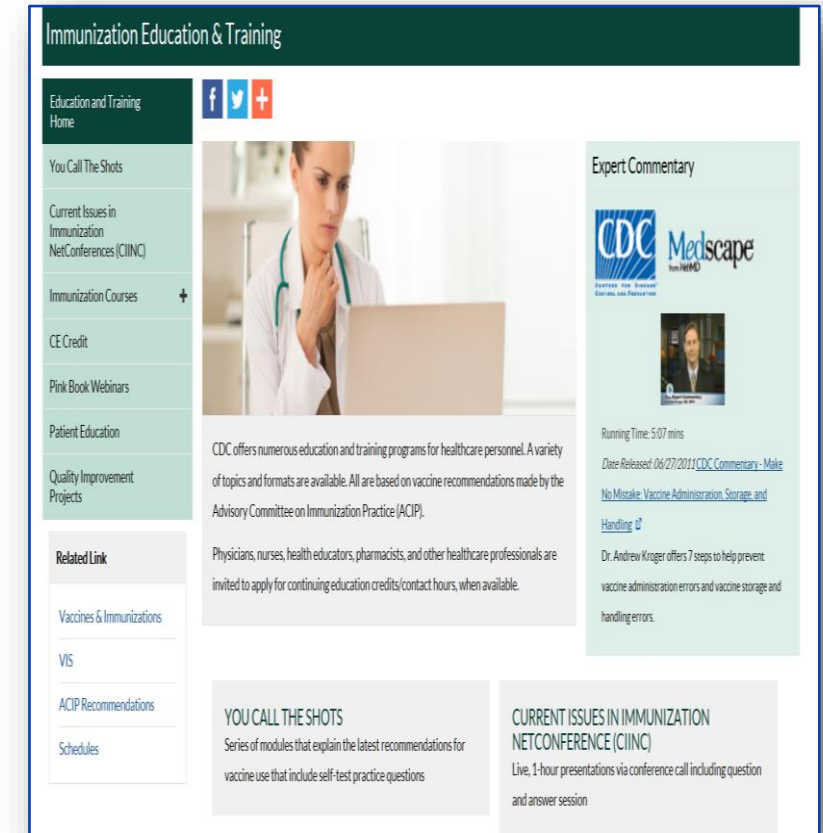 Immunization Education & Training
Education and Training
Home
You Call The Shots
Current Issues in
Immunization
NetConferences (CIINC)
Immunization Courses +
CE Credit
Pink Book Webinars
Patient Education
Quality Improvement
Projects
Related Link
Vaccines & Immunizations
VIS
ACIP Recommendations
Schedules
CDC offers numerous education and training programs for healthcare personnel. A variety
of topics and formats are available. All are based on vaccine recommendations made by the
Advisory Committee on Immunization Practice (ACIP).
Physicians, nurses, health educators, pharmacists, and other healthcare professionals are
invited to apply for continuing education credits/contact hours, when available.
Expert Commentary
CDC
CENTERS FOR DISEASE
CONTROL AND PREVENTION
Medscape
from WebMD
Running Time: 5:07 mins
Date Released: 06/27/2011CDC Commentary - Make
No Mistake: Vaccine Administration, Storage, and
Handling
Dr. Andrew Kroger offers 7 steps to help prevent
vaccine administration errors and vaccine storage and
handling errors.
YOU CALL THE SHOTS
Series of modules that explain the latest recommendations for
vaccine use that include self-test practice questions
CURRENT ISSUES IN IMMUNIZATION
NETCONFERENCE (CIINC)
Live, 1-hour presentations via conference call including question
and answer session